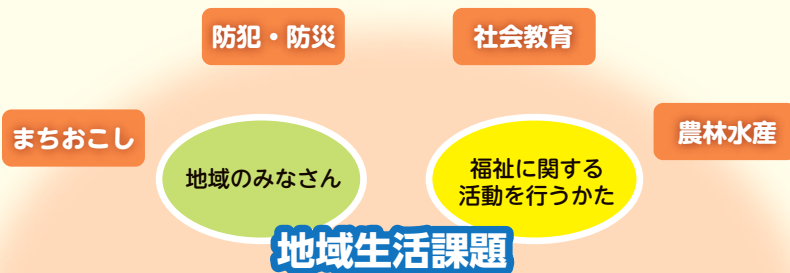 防犯・防災
社会教育
まちおこし
農林水産
地域のみなさん
福祉に関する
活動を行うかた
地域生活課題